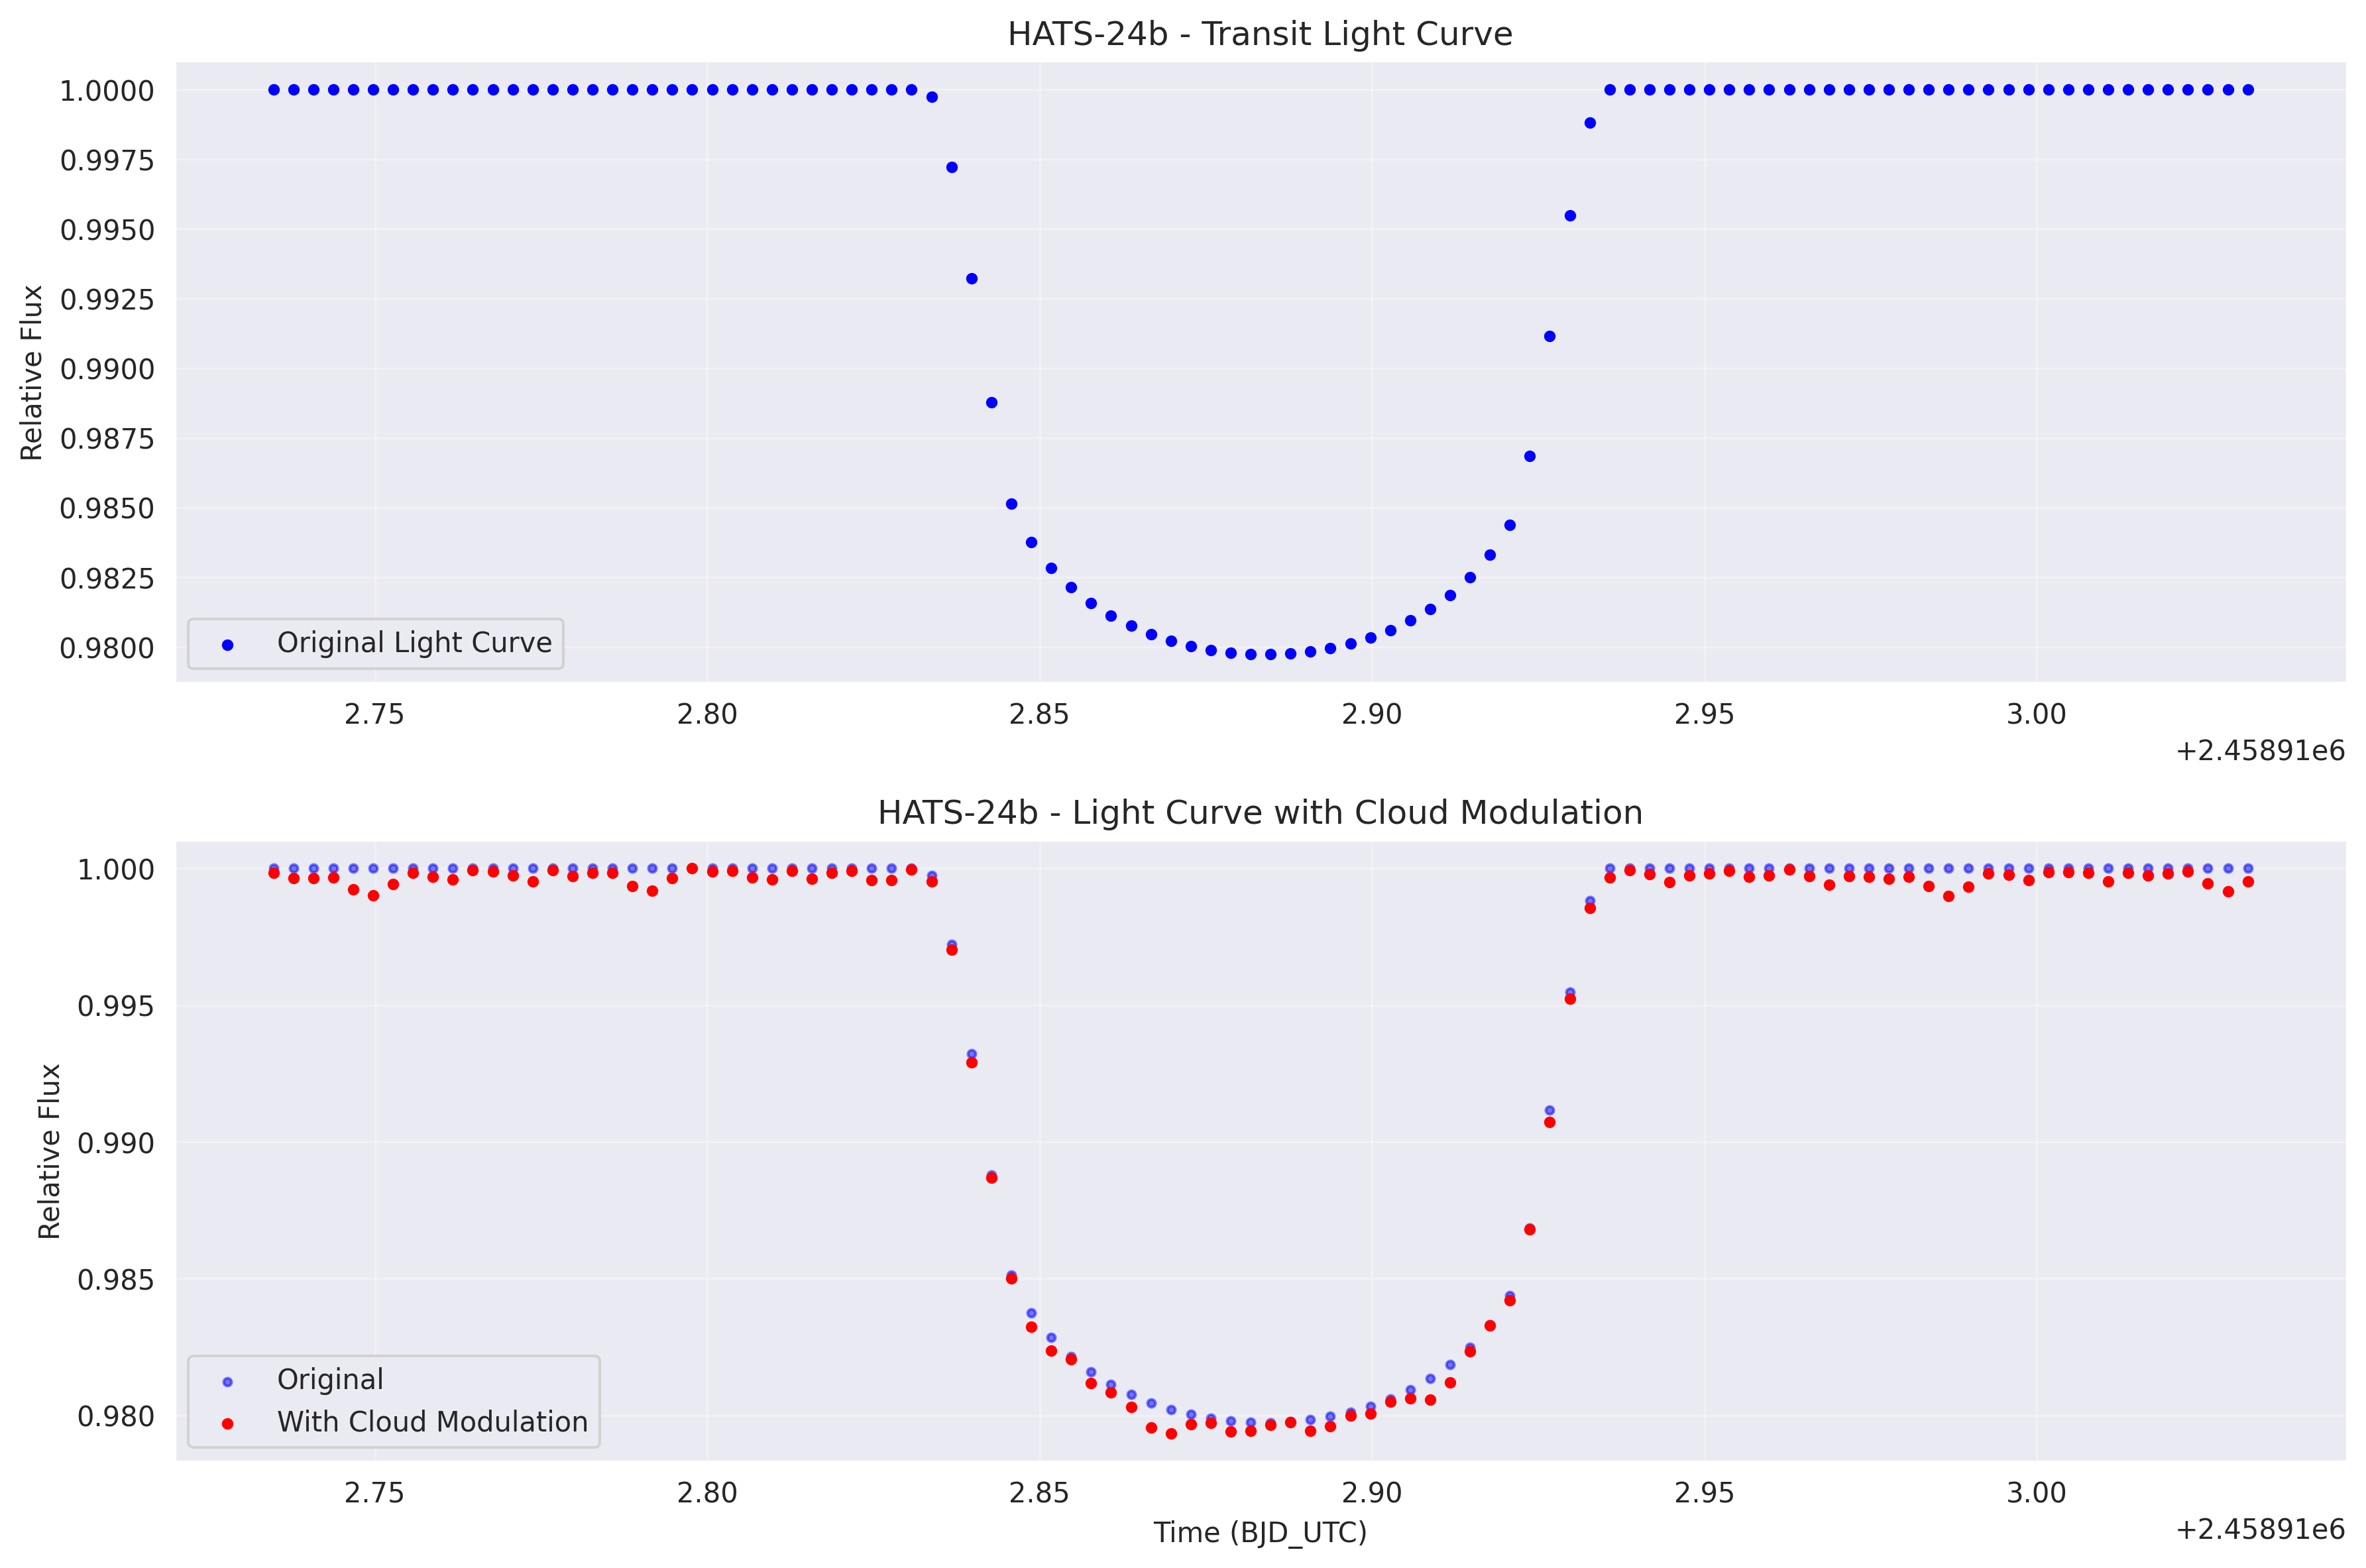 HATS-24b - Transit Light Curve
Relative Flux
1.0000
0.9975
0.9950
0.9925
0.9900
0.9875
0.9850
0.9825
0.9800
Original Light Curve
2.75 2.80 2.85 2.90 2.95 3.00
+2.45891e6
HATS-24b - Light Curve with Cloud Modulation
Relative Flux
1.000
0.995
0.990
0.985
0.980
Original
With Cloud Modulation
2.75 2.80 2.85 2.90 2.95 3.00
Time (BJD_UTC)
+2.45891e6